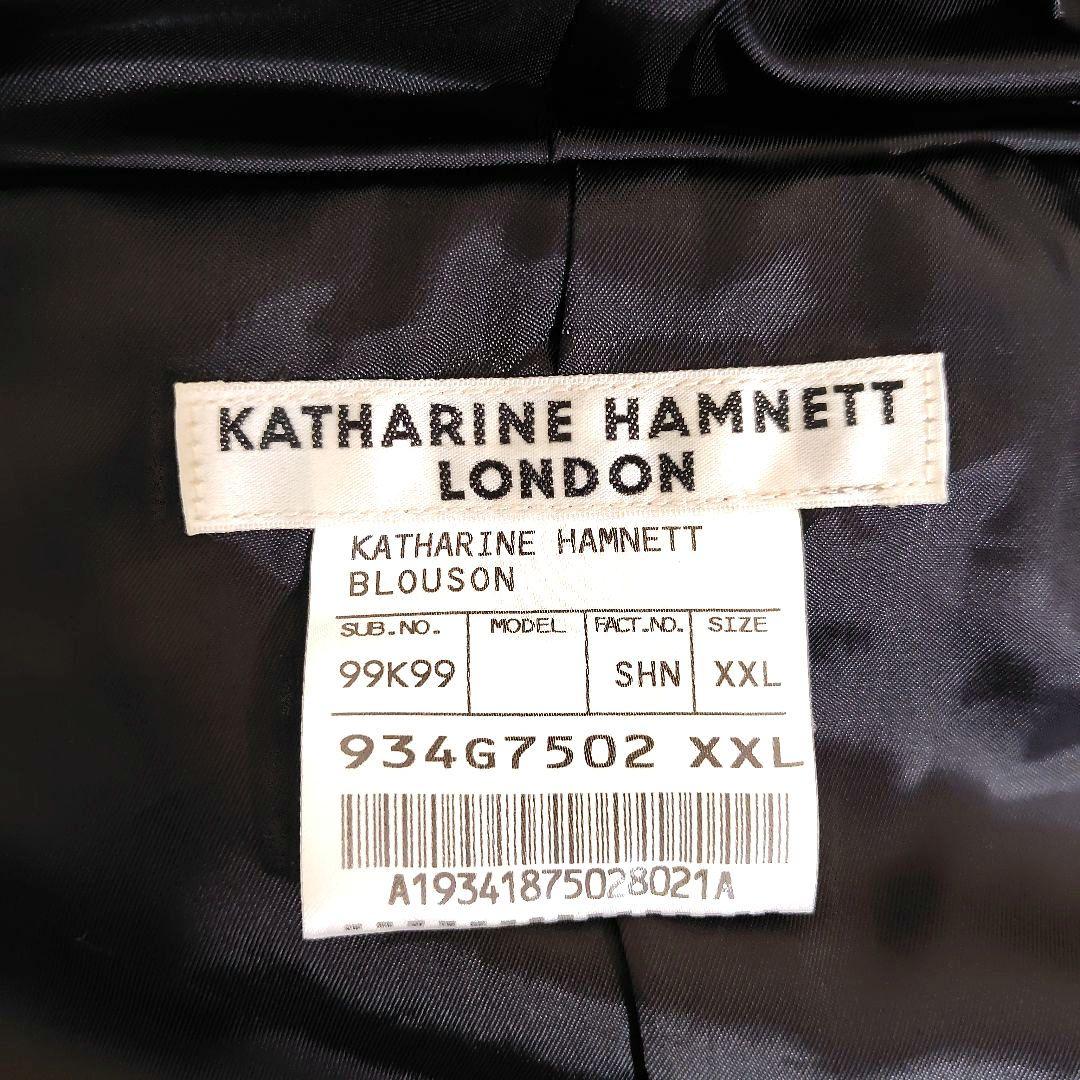 KATHARINE HAMNETT
LONDON
KATHARINE HAMNETT
BLOUSON
SUB.NO. MODEL FACT.NO. SIZE
99K99 SHN XXL
934G7502 XXL
A19341875028021A